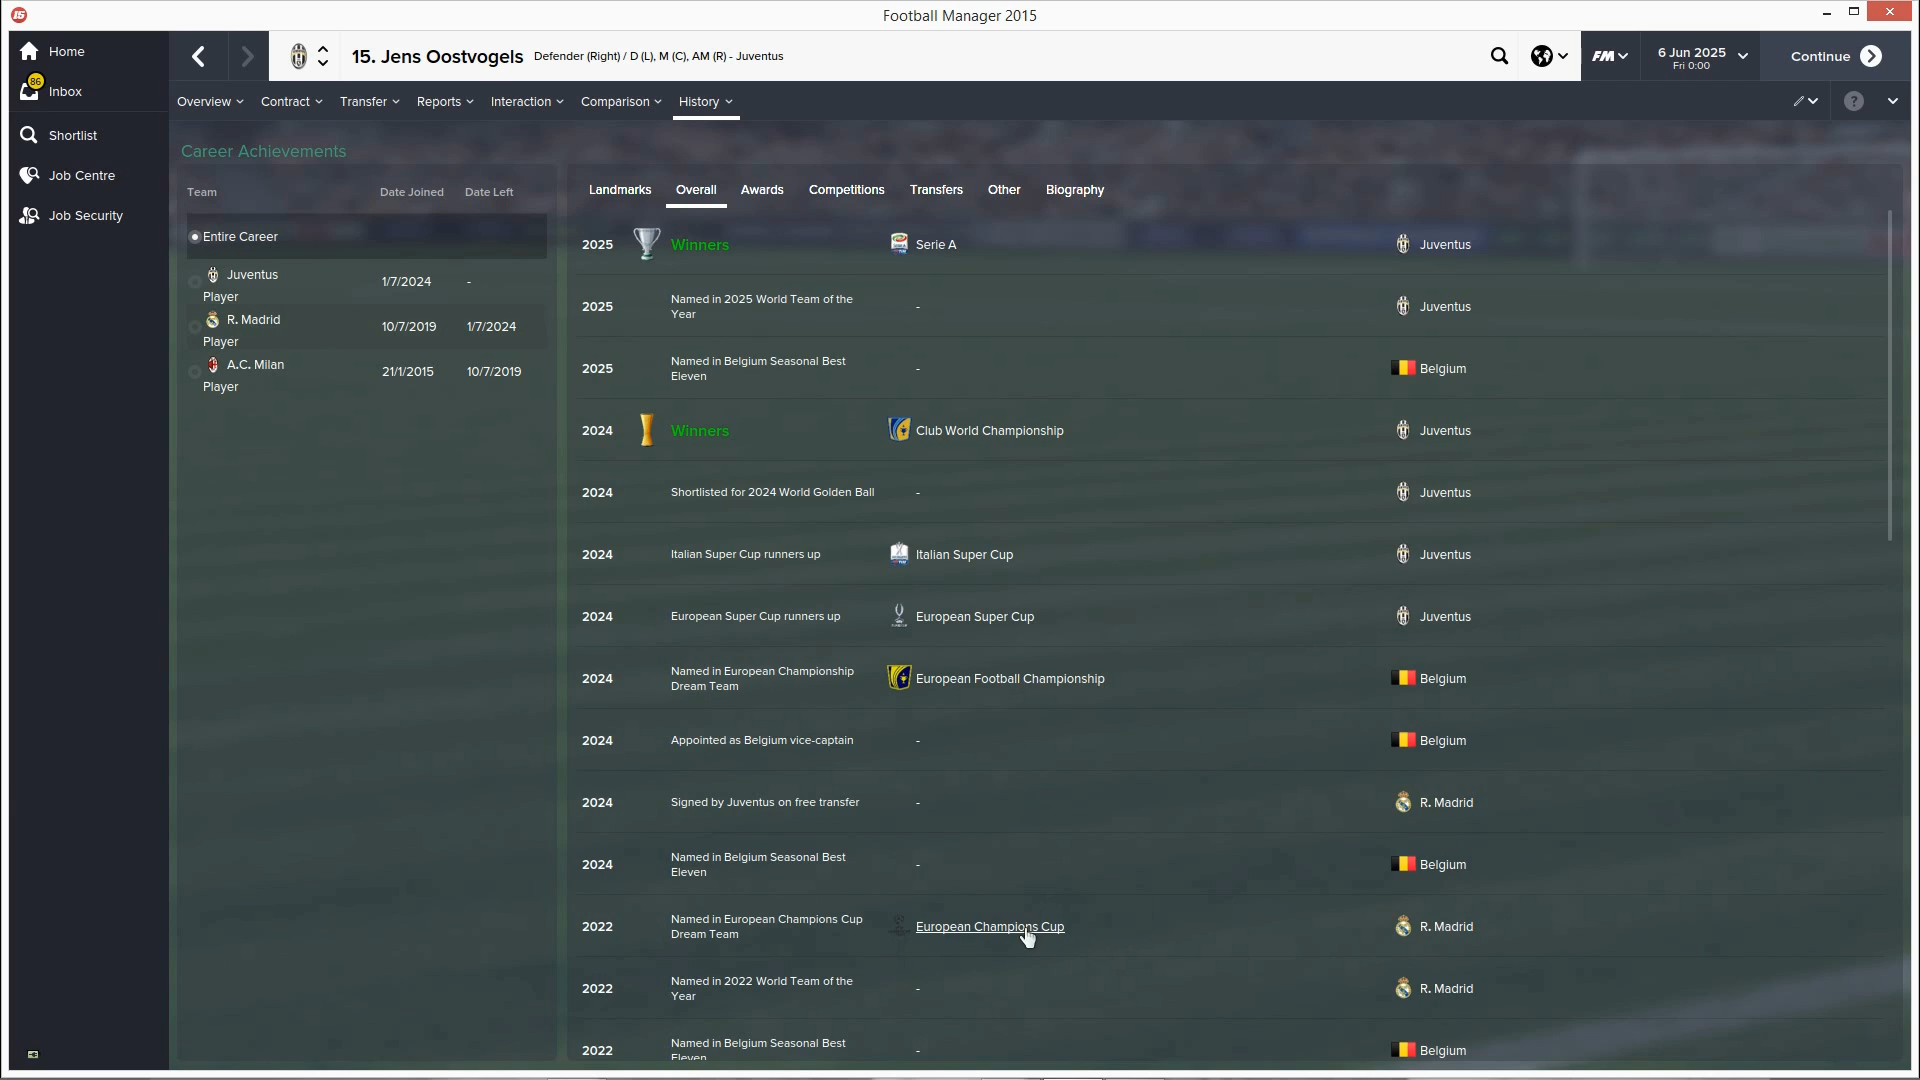 Football Manager 2015
Home
86
Inbox
Shortlist
Job Centre
Job Security
15. Jens Oostvogels Defender (Right) / D (L), M (C), AM (R) - Juventus
FM
6 Jun 2025
Fri 0:00
Continue
Overview Contract Transfer Reports Interaction Comparison History
?
Career Achievements
Team Date Joined Date Left
Entire Career
Juventus
Player
1/7/2024 -
R. Madrid
Player
10/7/2019 1/7/2024
A.C. Milan
Player
21/1/2015 10/7/2019
Landmarks Overall Awards Competitions Transfers Other Biography
2025 Winners Serie A Juventus
2025 Named in 2025 World Team of the
Year
- Juventus
2025 Named in Belgium Seasonal Best
Eleven
- Belgium
2024 Winners Club World Championship Juventus
2024 Shortlisted for 2024 World Golden Ball - Juventus
2024 Italian Super Cup runners up Italian Super Cup Juventus
2024 European Super Cup runners up European Super Cup Juventus
2024 Named in European Championship
Dream Team
European Football Championship Belgium
2024 Appointed as Belgium vice-captain - Belgium
2024 Signed by Juventus on free transfer - R. Madrid
2024 Named in Belgium Seasonal Best
Eleven
- Belgium
2022 Named in European Champions Cup
Dream Team
European Champions Cup R. Madrid
2022 Named in 2022 World Team of the
Year
- R. Madrid
2022 Named in Belgium Seasonal Best
Eleven
- Belgium